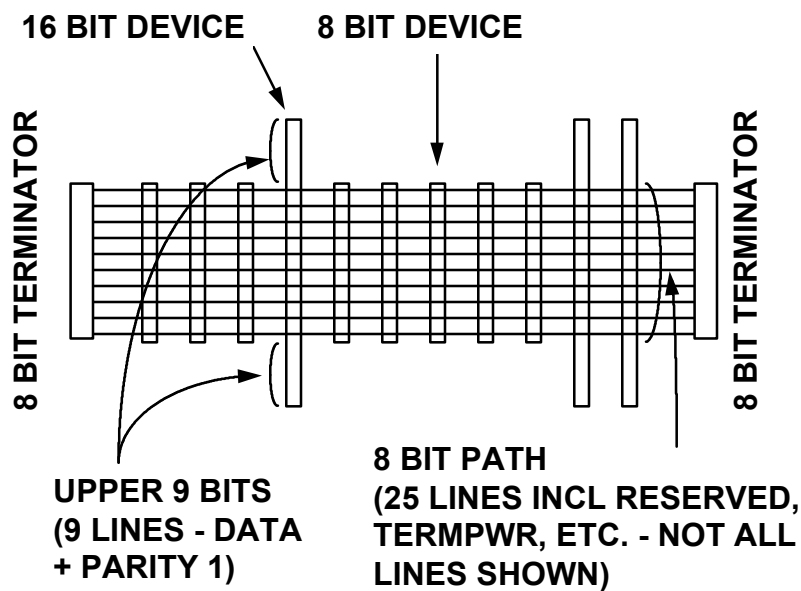 16 BIT DEVICE
8 BIT DEVICE
8 BIT TERMINATOR
8 BIT TERMINATOR
UPPER 9 BITS
(9 LINES - DATA
+ PARITY 1)
8 BIT PATH
(25 LINES INCL RESERVED,
TERMPWR, ETC. - NOT ALL
LINES SHOWN)